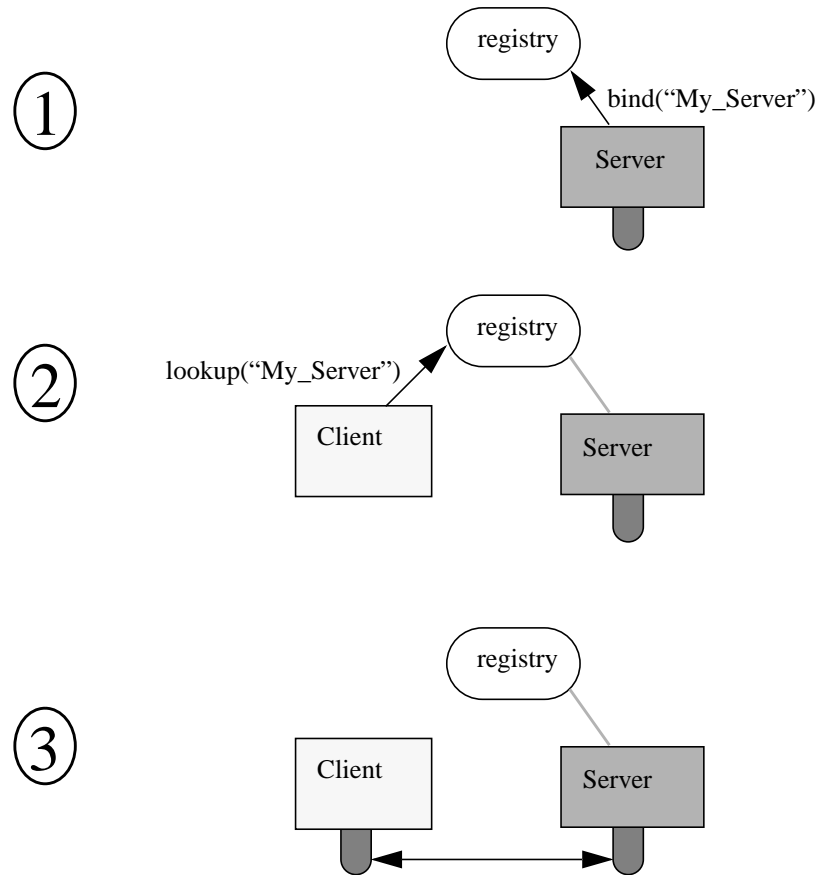 registry
1
bind(“My_Server”)
Server
registry
2
lookup(“My_Server”)
Client
Server
registry
3
Client
Server